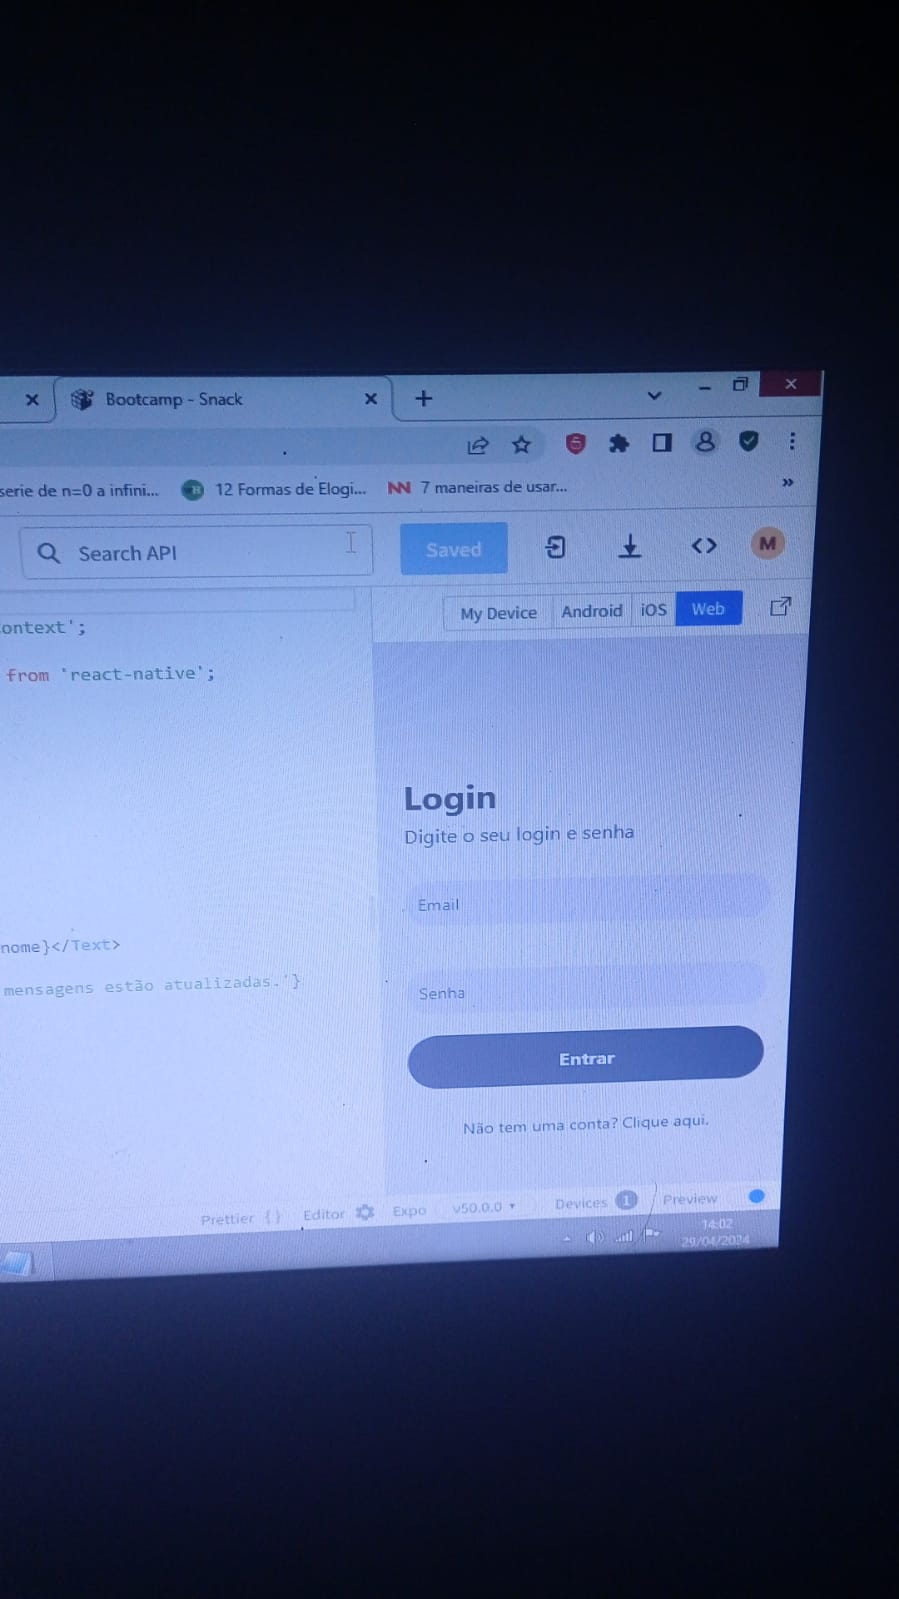 Bootcamp - Snack
serie de n=0 a infini...
12 Formas de Elogi...
7 maneiras de usar...
Search API
Saved
M
My Device
Android
iOS
Web
ontext';
from 'react-native';
nome}</Text>
mensagens estão atualizadas.'}
Login
Digite o seu login e senha
Email
Senha
Entrar
Não tem uma conta? Clique aqui.
Prettier { }
Editor
Expo
v50.0.0
Devices 1
Preview
14:02
29/04/2024